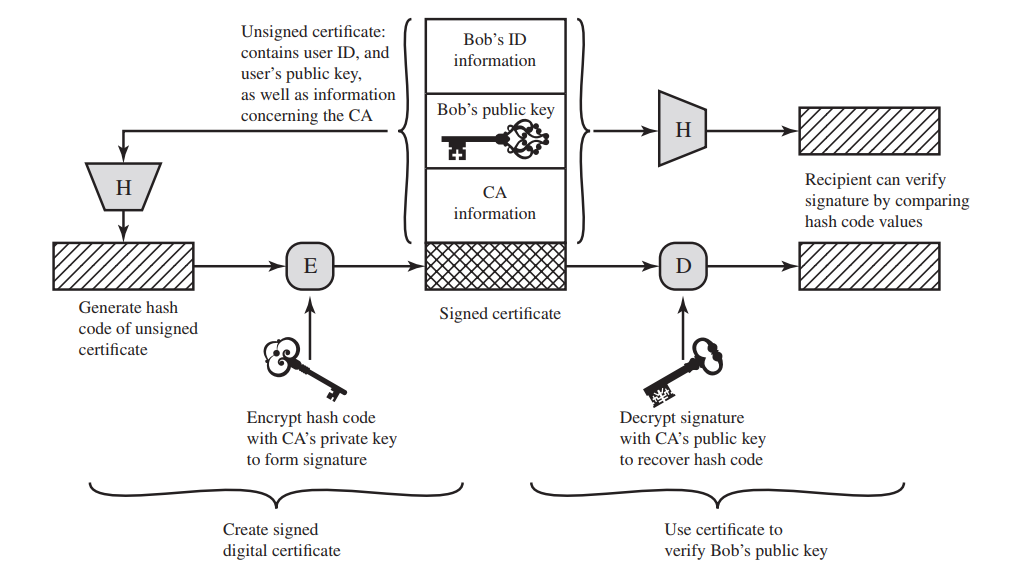 Unsigned certificate:
contains user ID, and
user's public key,
as well as information
concerning the CA
Bob's ID
information
Bob's public key
CA
information
H
H
Recipient can verify
signature by comparing
hash code values
E
D
Generate hash
code of unsigned
certificate
Signed certificate
Encrypt hash code
with CA's private key
to form signature
Decrypt signature
with CA's public key
to recover hash code
Create signed
digital certificate
Use certificate to
verify Bob's public key